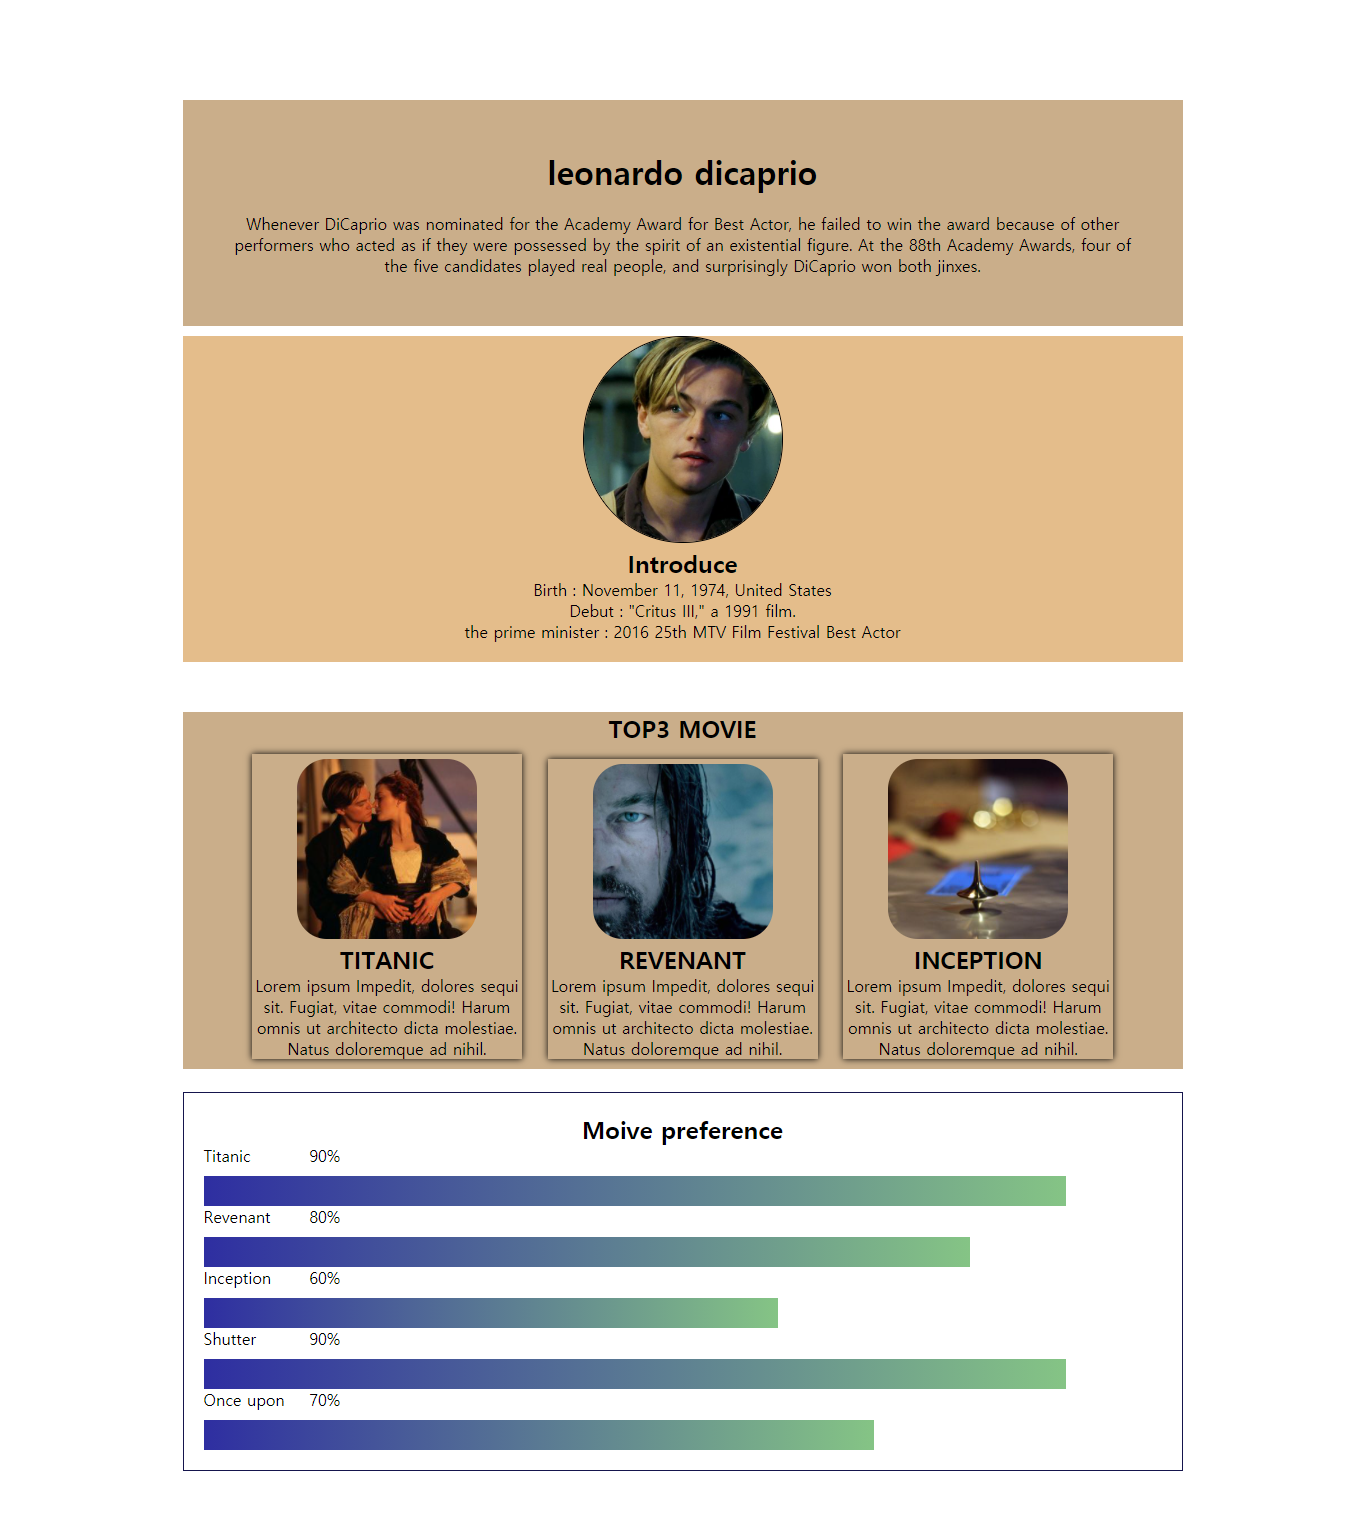 leonardo dicaprio
Whenever DiCaprio was nominated for the Academy Award for Best Actor, he failed to win the award because of other
performers who acted as if they were possessed by the spirit of an existential figure. At the 88th Academy Awards, four of
the five candidates played real people, and surprisingly DiCaprio won both jinxes.
Introduce
Birth : November 11, 1974, United States
Debut : "Critus III," a 1991 film.
the prime minister : 2016 25th MTV Film Festival Best Actor
TOP3 MOVIE
TITANIC
Lorem ipsum Impedit, dolores sequi
sit. Fugiat, vitae commodi! Harum
omnis ut architecto dicta molestiae.
Natus doloremque ad nihil.
REVENANT
Lorem ipsum Impedit, dolores sequi
sit. Fugiat, vitae commodi! Harum
omnis ut architecto dicta molestiae.
Natus doloremque ad nihil.
INCEPTION
Lorem ipsum Impedit, dolores sequi
sit. Fugiat, vitae commodi! Harum
omnis ut architecto dicta molestiae.
Natus doloremque ad nihil.
Moive preference
Titanic 90%
Revenant 80%
Inception 60%
Shutter 90%
Once upon 70%